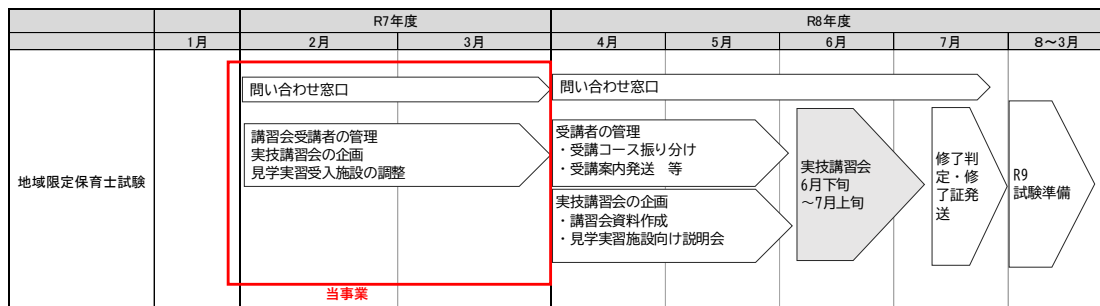 R7年度
R8年度
1月
2月
3月
4月
5月
6月
7月
8～3月
地域限定保育士試験
問い合わせ窓口
問い合わせ窓口
講習会受講者の管理
実技講習会の企画
見学実習受入施設の調整
受講者の管理
・受講コース振り分け
・受講案内発送　等
実技講習会の企画
・講習会資料作成
・見学実習施設向け説明会
実技講習会
6月下旬
～7月上旬
修了判
定・修
了証発
送
R9
試験準備
当事業